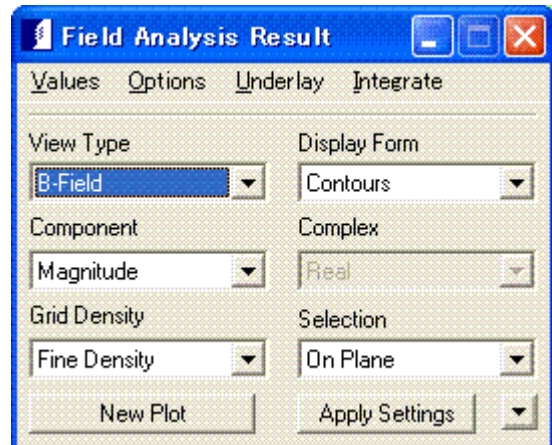 Field Analysis Result
Values Options Underlay Integrate
View Type Display Form
B-Field Contours
Component Complex
Magnitude Real
Grid Density Selection
Fine Density On Plane
New Plot Apply Settings